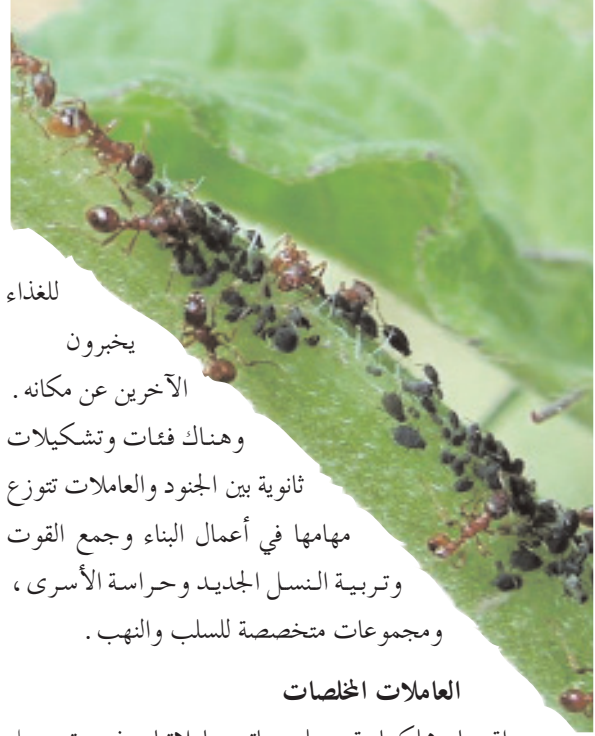 للغذاء
يخبرون
الآخرين عن مكانه .
وهناك فئات وتشكيلات
ثانوية بين الجنود والعاملات تتوزع
مهامها في أعمال البناء وجمع القوت
وتربية النسل الجديد وحراسة الأسرى ،
ومجموعات متخصصة للسلب والنهب .
العاملات المخلصات